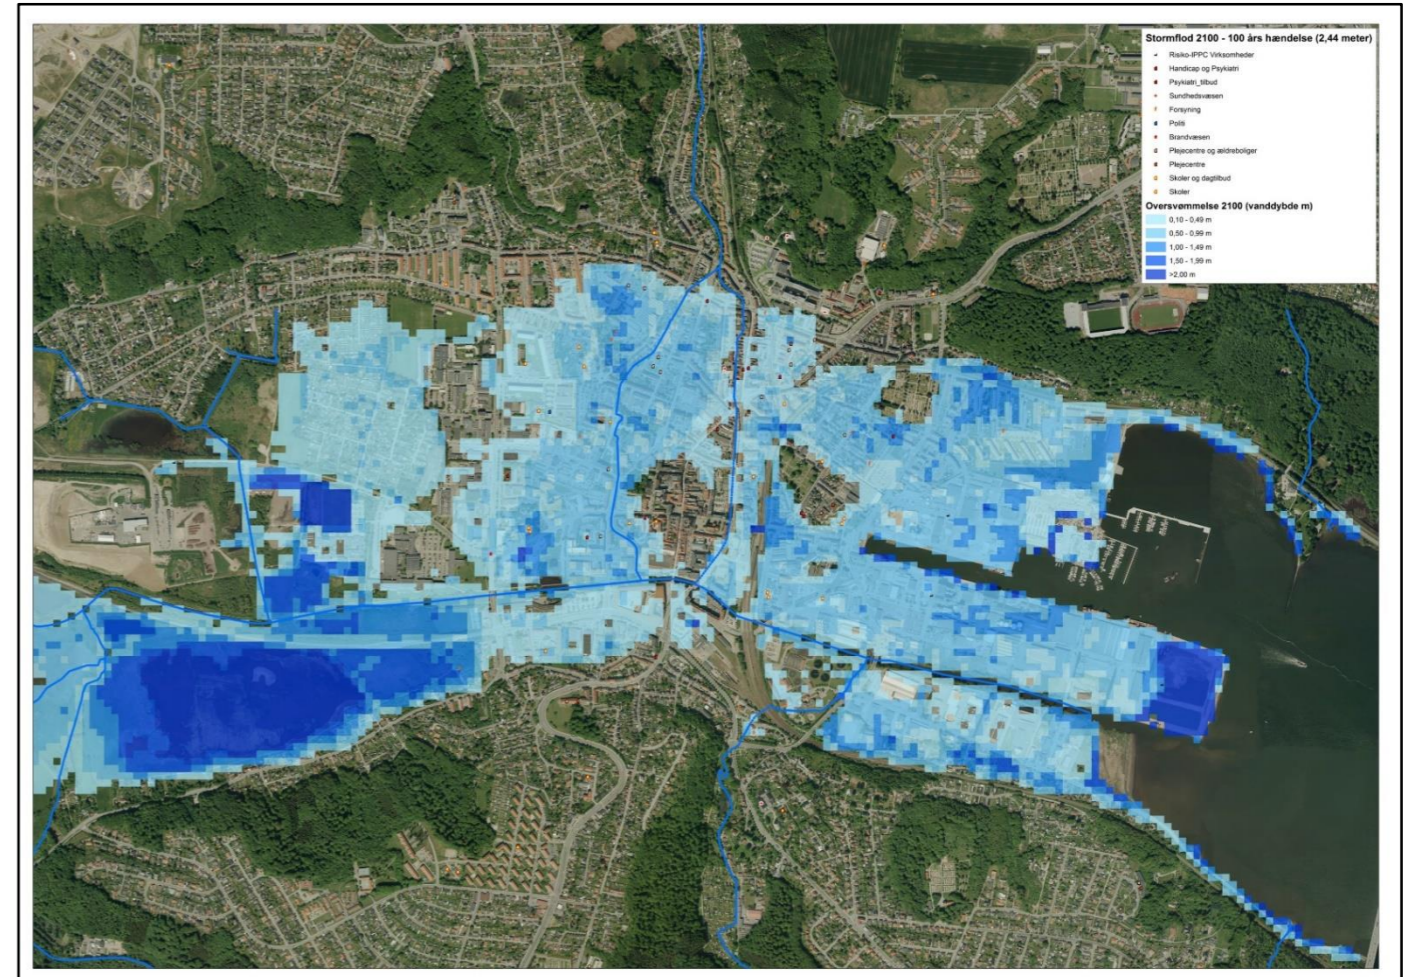 Stormflod 2100 - 100 års hændelse (2,44 meter)
Risiko-IPPC Virksomheder
Handicap og Psykiatri
Psykiatri_tilbud
Sundhedsvæsen
Forsyning
Politi
Brandvæsen
Plejecentre og ældreboliger
Plejecentre
Skoler og dagtilbud
Skoler
Oversvømmelse 2100 (vanddybde m)
0,10 - 0,49 m
0,50 - 0,99 m
1,00 - 1,49 m
1,50 - 1,99 m
>2,00 m